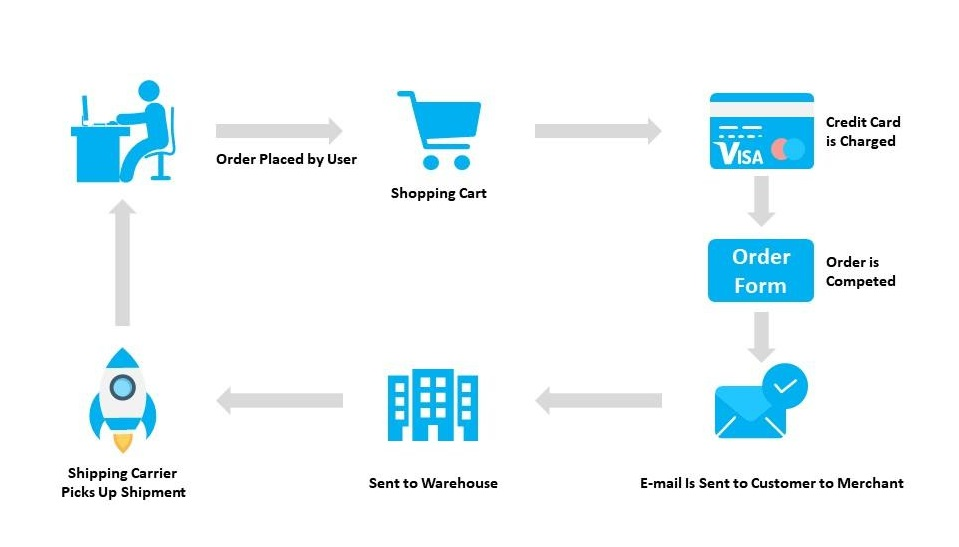 Order Placed by User
Shopping Cart
VISA
Credit Card
is Charged
Order
Form
Order is
Competed
Shipping Carrier
Picks Up Shipment
Sent to Warehouse
E-mail Is Sent to Customer to Merchant